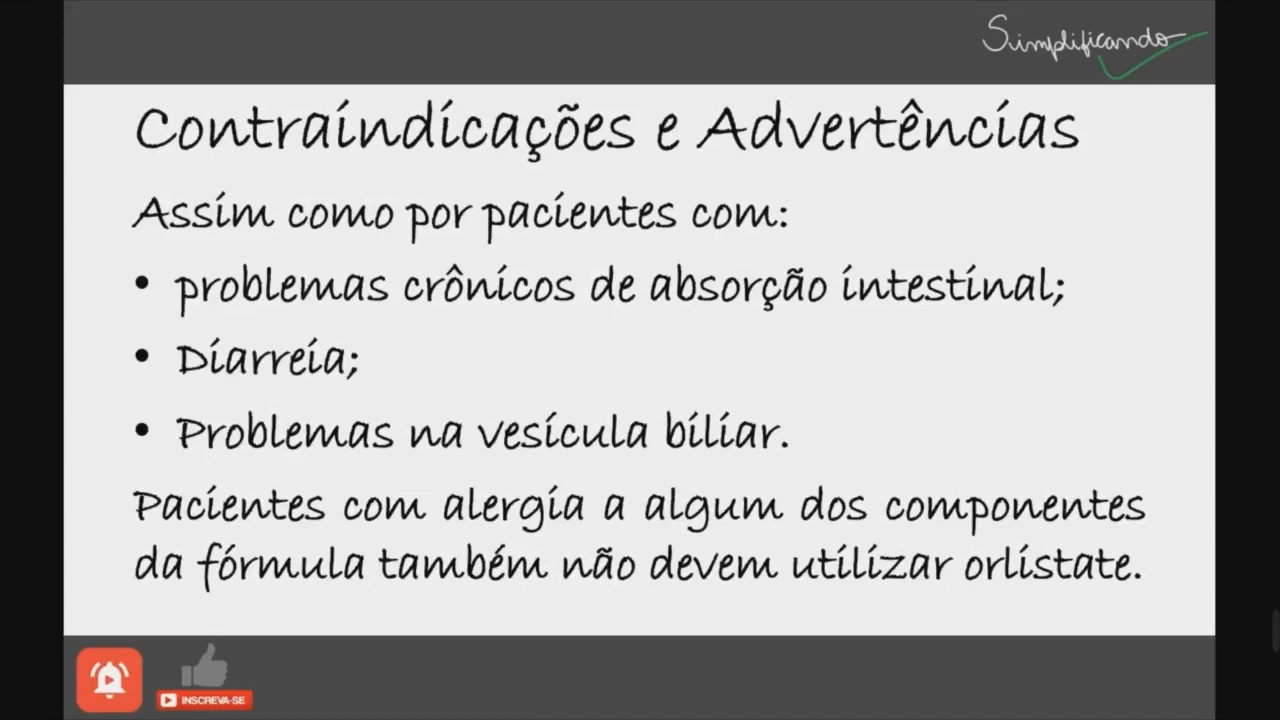 Simplificando
Contraindicações e Advertências
Assim como por pacientes com:
• problemas crônicos de absorção intestinal;
• Diarreia;
• Problemas na vesícula biliar.
Pacientes com alergia a algum dos componentes
da fórmula também não devem utilizar orlistate.
INSCREVA-SE